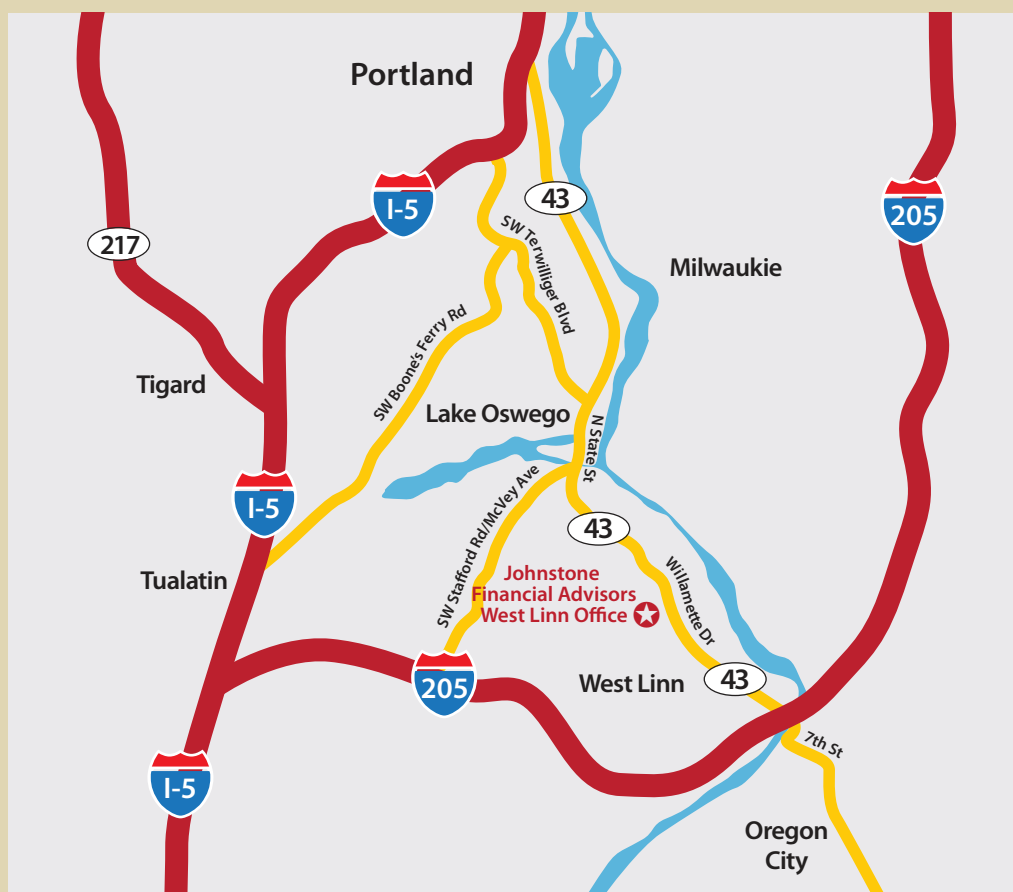 Portland
I-5
43
205
217
SW Terwilliger Blvd
Milwaukie
SW Boone's Ferry Rd
Tigard
Lake Oswego
N State St
I-5
SW Stafford Rd/McVey Ave
43
Tualatin
Johnstone
Financial Advisors
West Linn Office
Willamette Dr
205
West Linn
43
7th St
I-5
Oregon
City